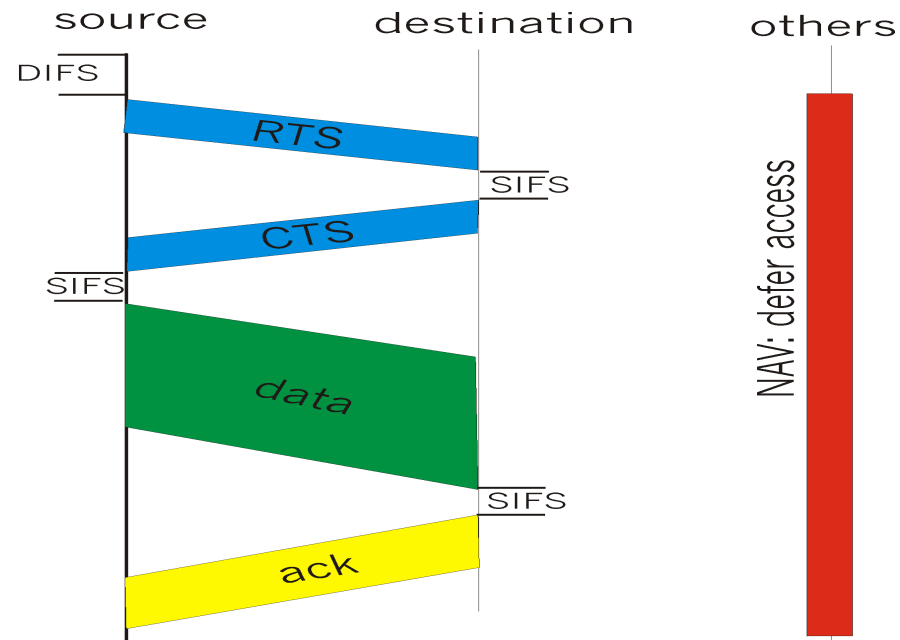 source
destination
others
DIFS
RTS
SIFS
CTS
SIFS
NAV: defer access
data
SIFS
ack